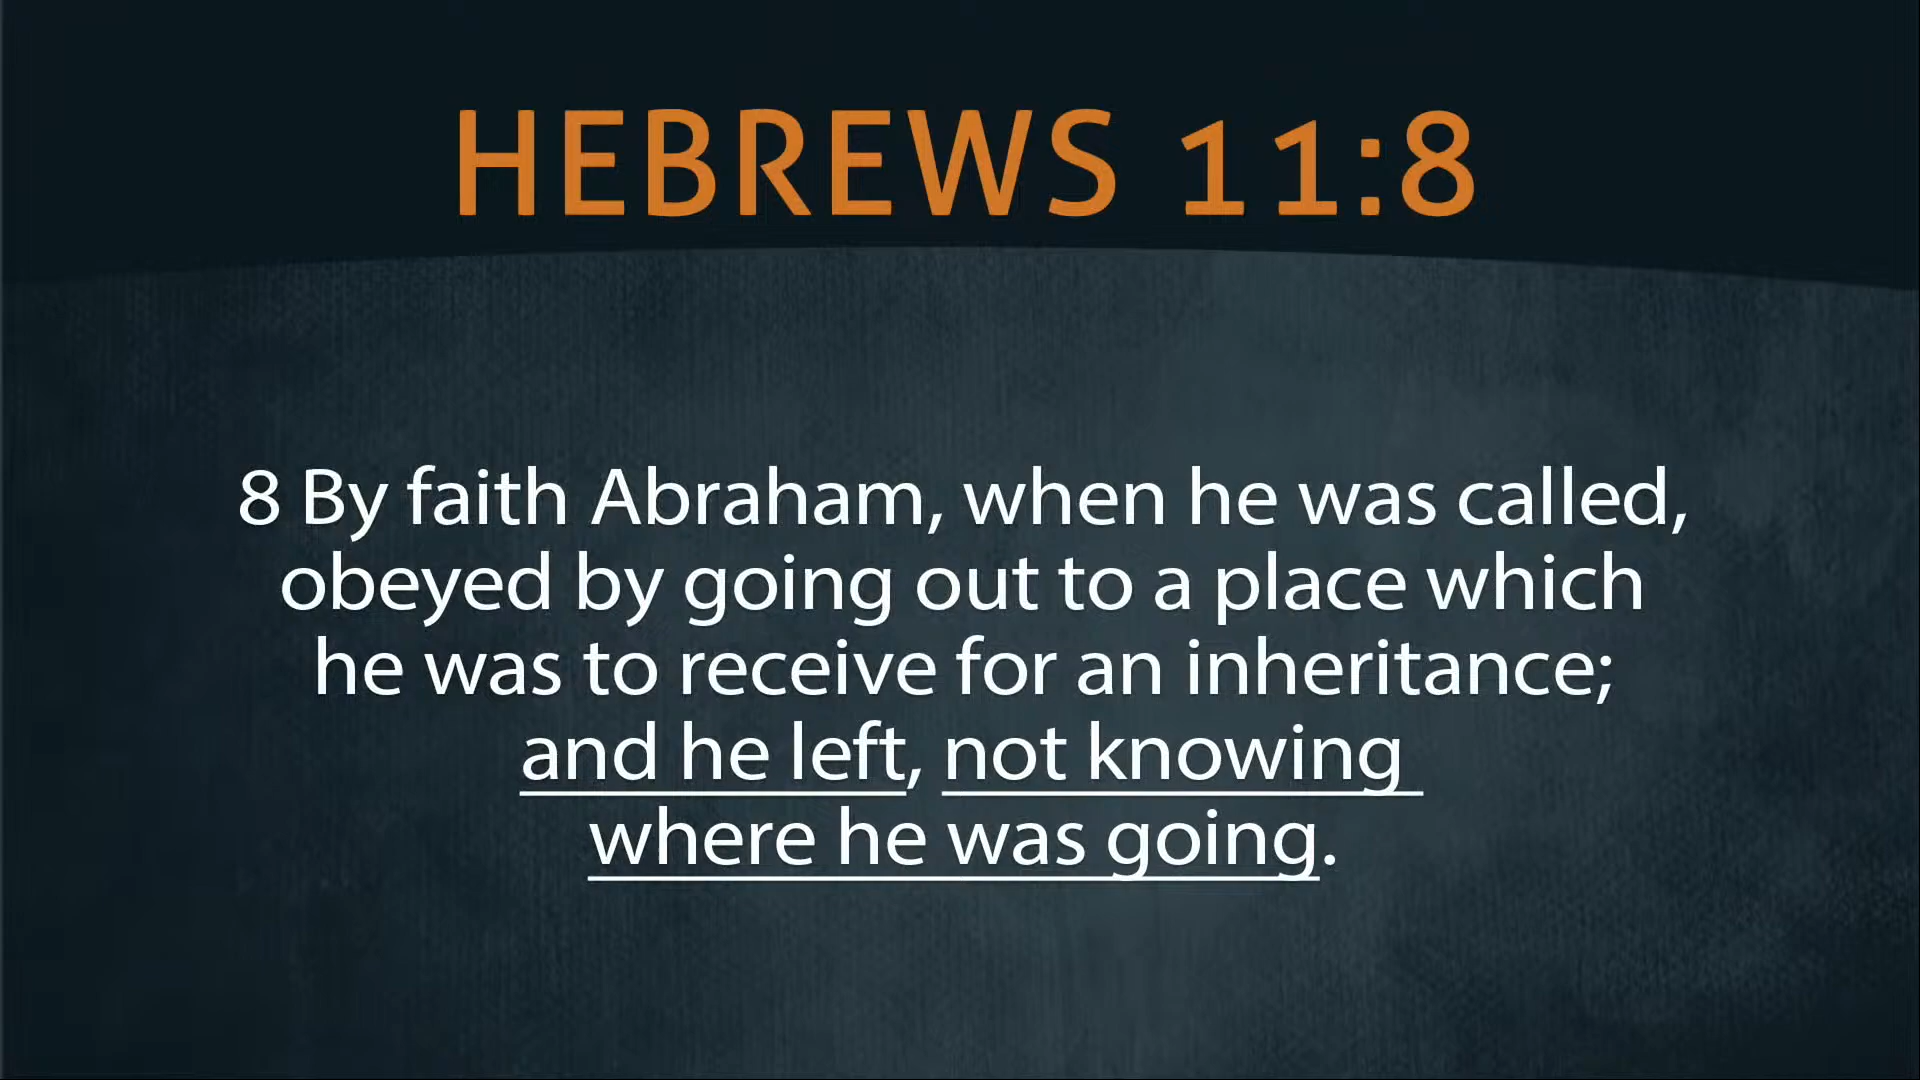 HEBREWS 11:8
8 By faith Abraham, when he was called,
obeyed by going out to a place which
he was to receive for an inheritance;
and he left, not knowing
where he was going.